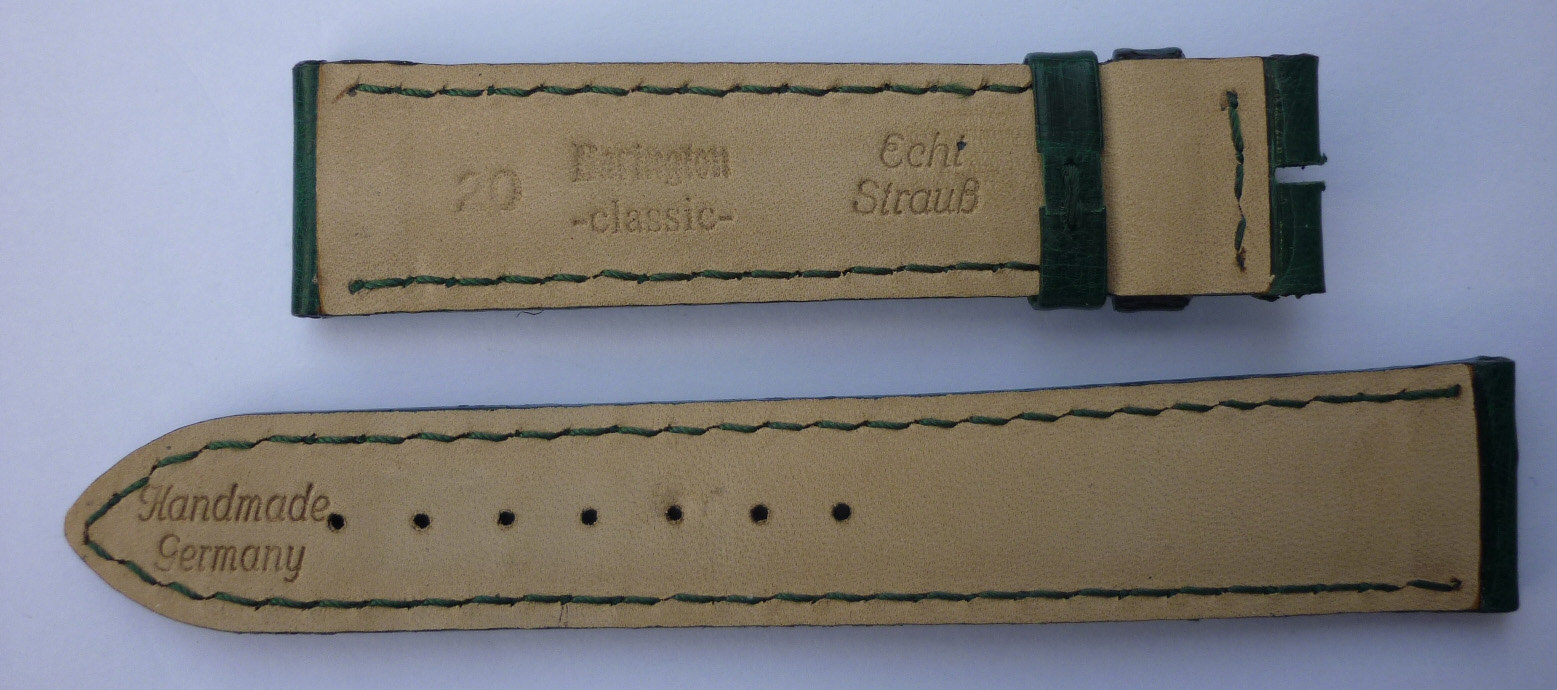 20
Barington
-classic-
Echt
Strauß
Handmade
Germany